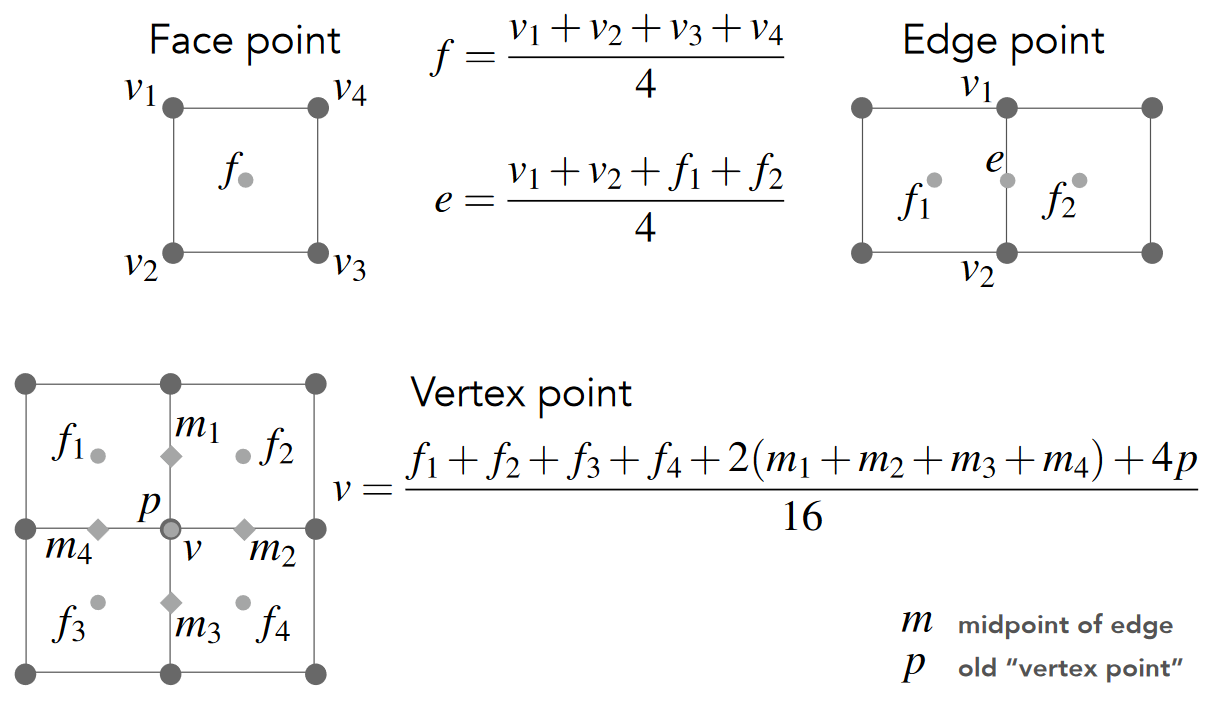 Face point
v₁ v₄
f
v₂ v₃
f = (v₁ + v₂ + v₃ + v₄) / 4
e = (v₁ + v₂ + f₁ + f₂) / 4
Edge point
v₁
e
f₁ f₂
v₂
f₁ m₁ f₂
p
m₄ v m₂
f₃ m₃ f₄
Vertex point
v = (f₁ + f₂ + f₃ + f₄ + 2(m₁ + m₂ + m₃ + m₄) + 4p) / 16
m midpoint of edge
p old “vertex point”